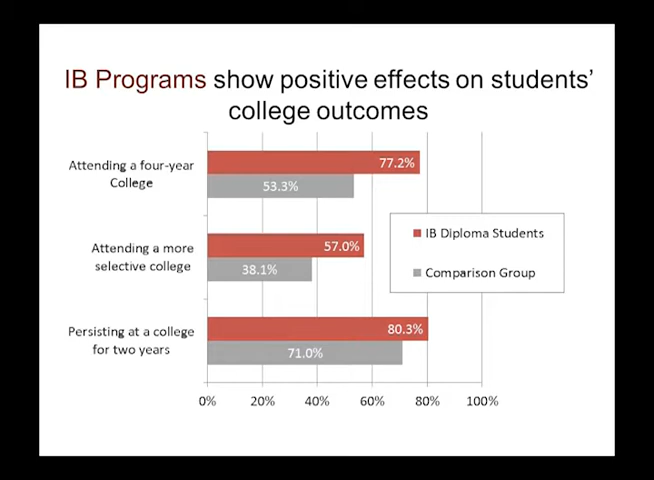 IB Programs show positive effects on students'
college outcomes
Attending a four-year
College
77.2%
53.3%
Attending a more
selective college
57.0%
38.1%
IB Diploma Students
Comparison Group
Persisting at a college
for two years
80.3%
71.0%
0% 20% 40% 60% 80% 100%